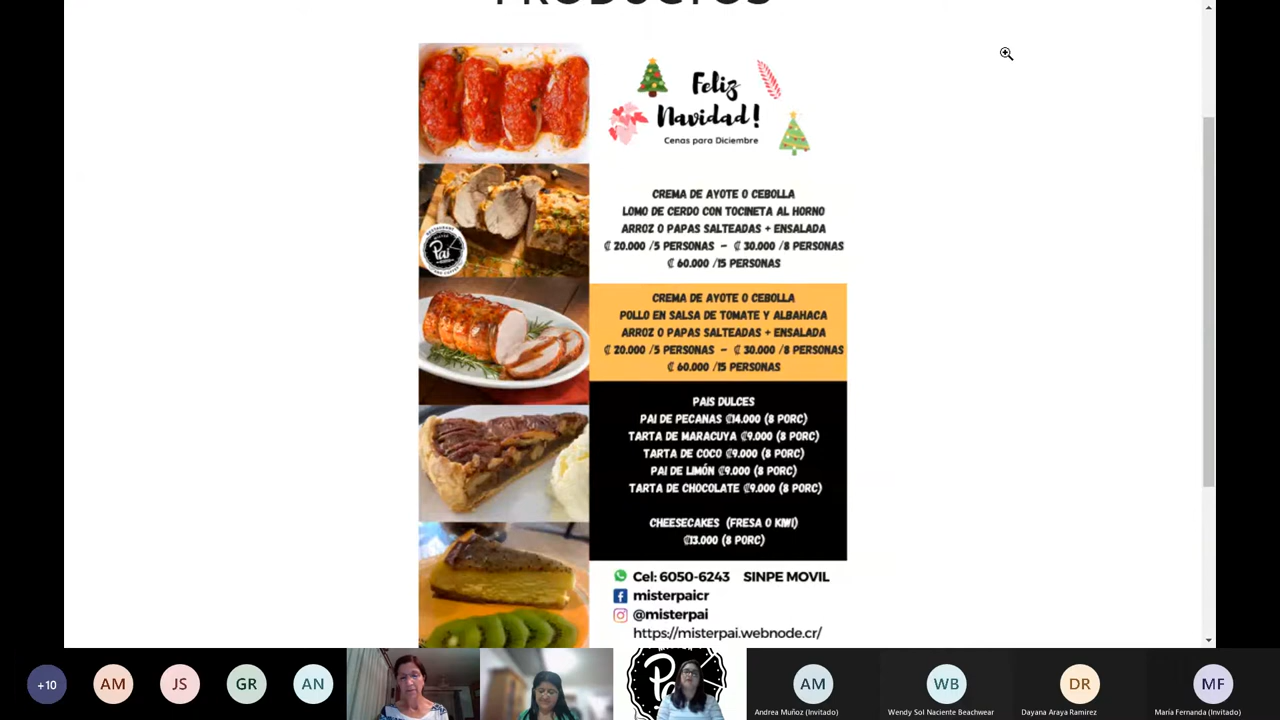 PRODUCTOS
Feliz
Navidad!
Cenas para Diciembre
CREMA DE AYOTE O CEBOLLA
LOMO DE CERDO CON TOCINETA AL HORNO
ARROZ O PAPAS SALTEADAS + ENSALADA
₡ 20.000 /5 PERSONAS – ₡ 30.000 /8 PERSONAS
₡ 60.000 /15 PERSONAS
Pai
CREMA DE AYOTE O CEBOLLA
POLLO EN SALSA DE TOMATE Y ALBAHACA
ARROZ O PAPAS SALTEADAS + ENSALADA
₡ 20.000 /5 PERSONAS – ₡ 30.000 /8 PERSONAS
₡ 60.000 /15 PERSONAS
PAIS DULCES
PAI DE PECANAS ₡14.000 (8 PORC)
TARTA DE MARACUYA ₡9.000 (8 PORC)
TARTA DE COCO ₡9.000 (8 PORC)
PAI DE LIMÓN ₡9.000 (8 PORC)
TARTA DE CHOCOLATE ₡9.000 (8 PORC)
CHEESECAKES (FRESA O KIWI)
₡13.000 (8 PORC)
Cel: 6050-6243 SINPE MOVIL
misterpaicr
@misterpai
https://misterpai.webnode.cr/
+10
AM
JS
GR
AN
Pai
AM
Andrea Muñoz (Invitado)
WB
Wendy Sol Naciente Beachwear
DR
Dayana Araya Ramirez
MF
María Fernanda (Invitado)